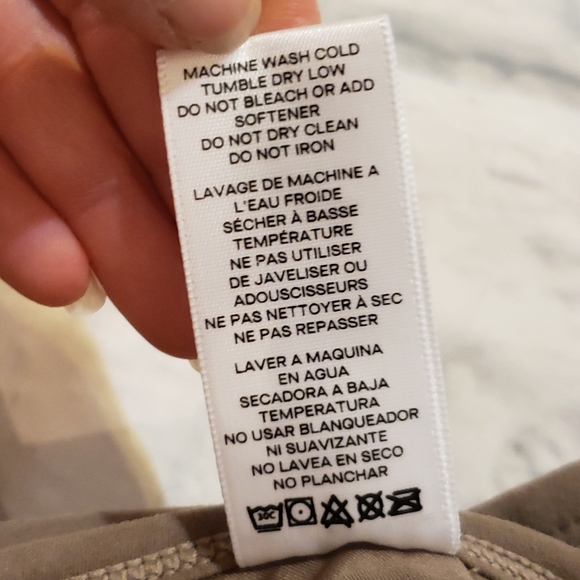 MACHINE WASH COLD
TUMBLE DRY LOW
DO NOT BLEACH OR ADD
SOFTENER
DO NOT DRY CLEAN
DO NOT IRON
LAVAGE DE MACHINE A
L'EAU FROIDE
SÉCHER À BASSE
TEMPÉRATURE
NE PAS UTILISER
DE JAVELISER OU
ADOUSCISSEURS
NE PAS NETTOYER À SEC
NE PAS REPASSER
LAVER A MAQUINA
EN AGUA
SECADORA A BAJA
TEMPERATURA
NO USAR BLANQUEADOR
NI SUAVIZANTE
NO LAVEA EN SECO
NO PLANCHAR
30C